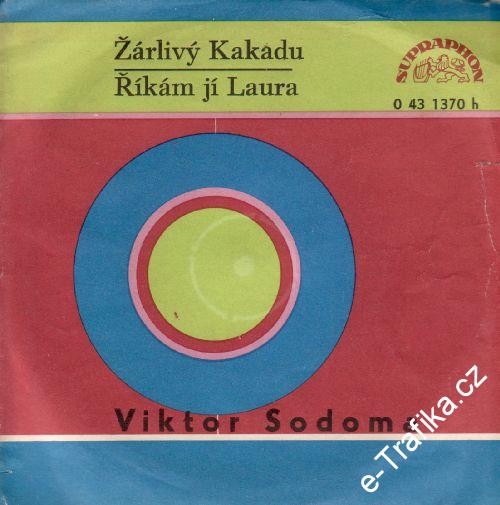 Žárlivý Kakadu
Říkám jí Laura
SUPRAPHON
0 43 1370 h
Viktor Sodoma
e-Trafika.cz